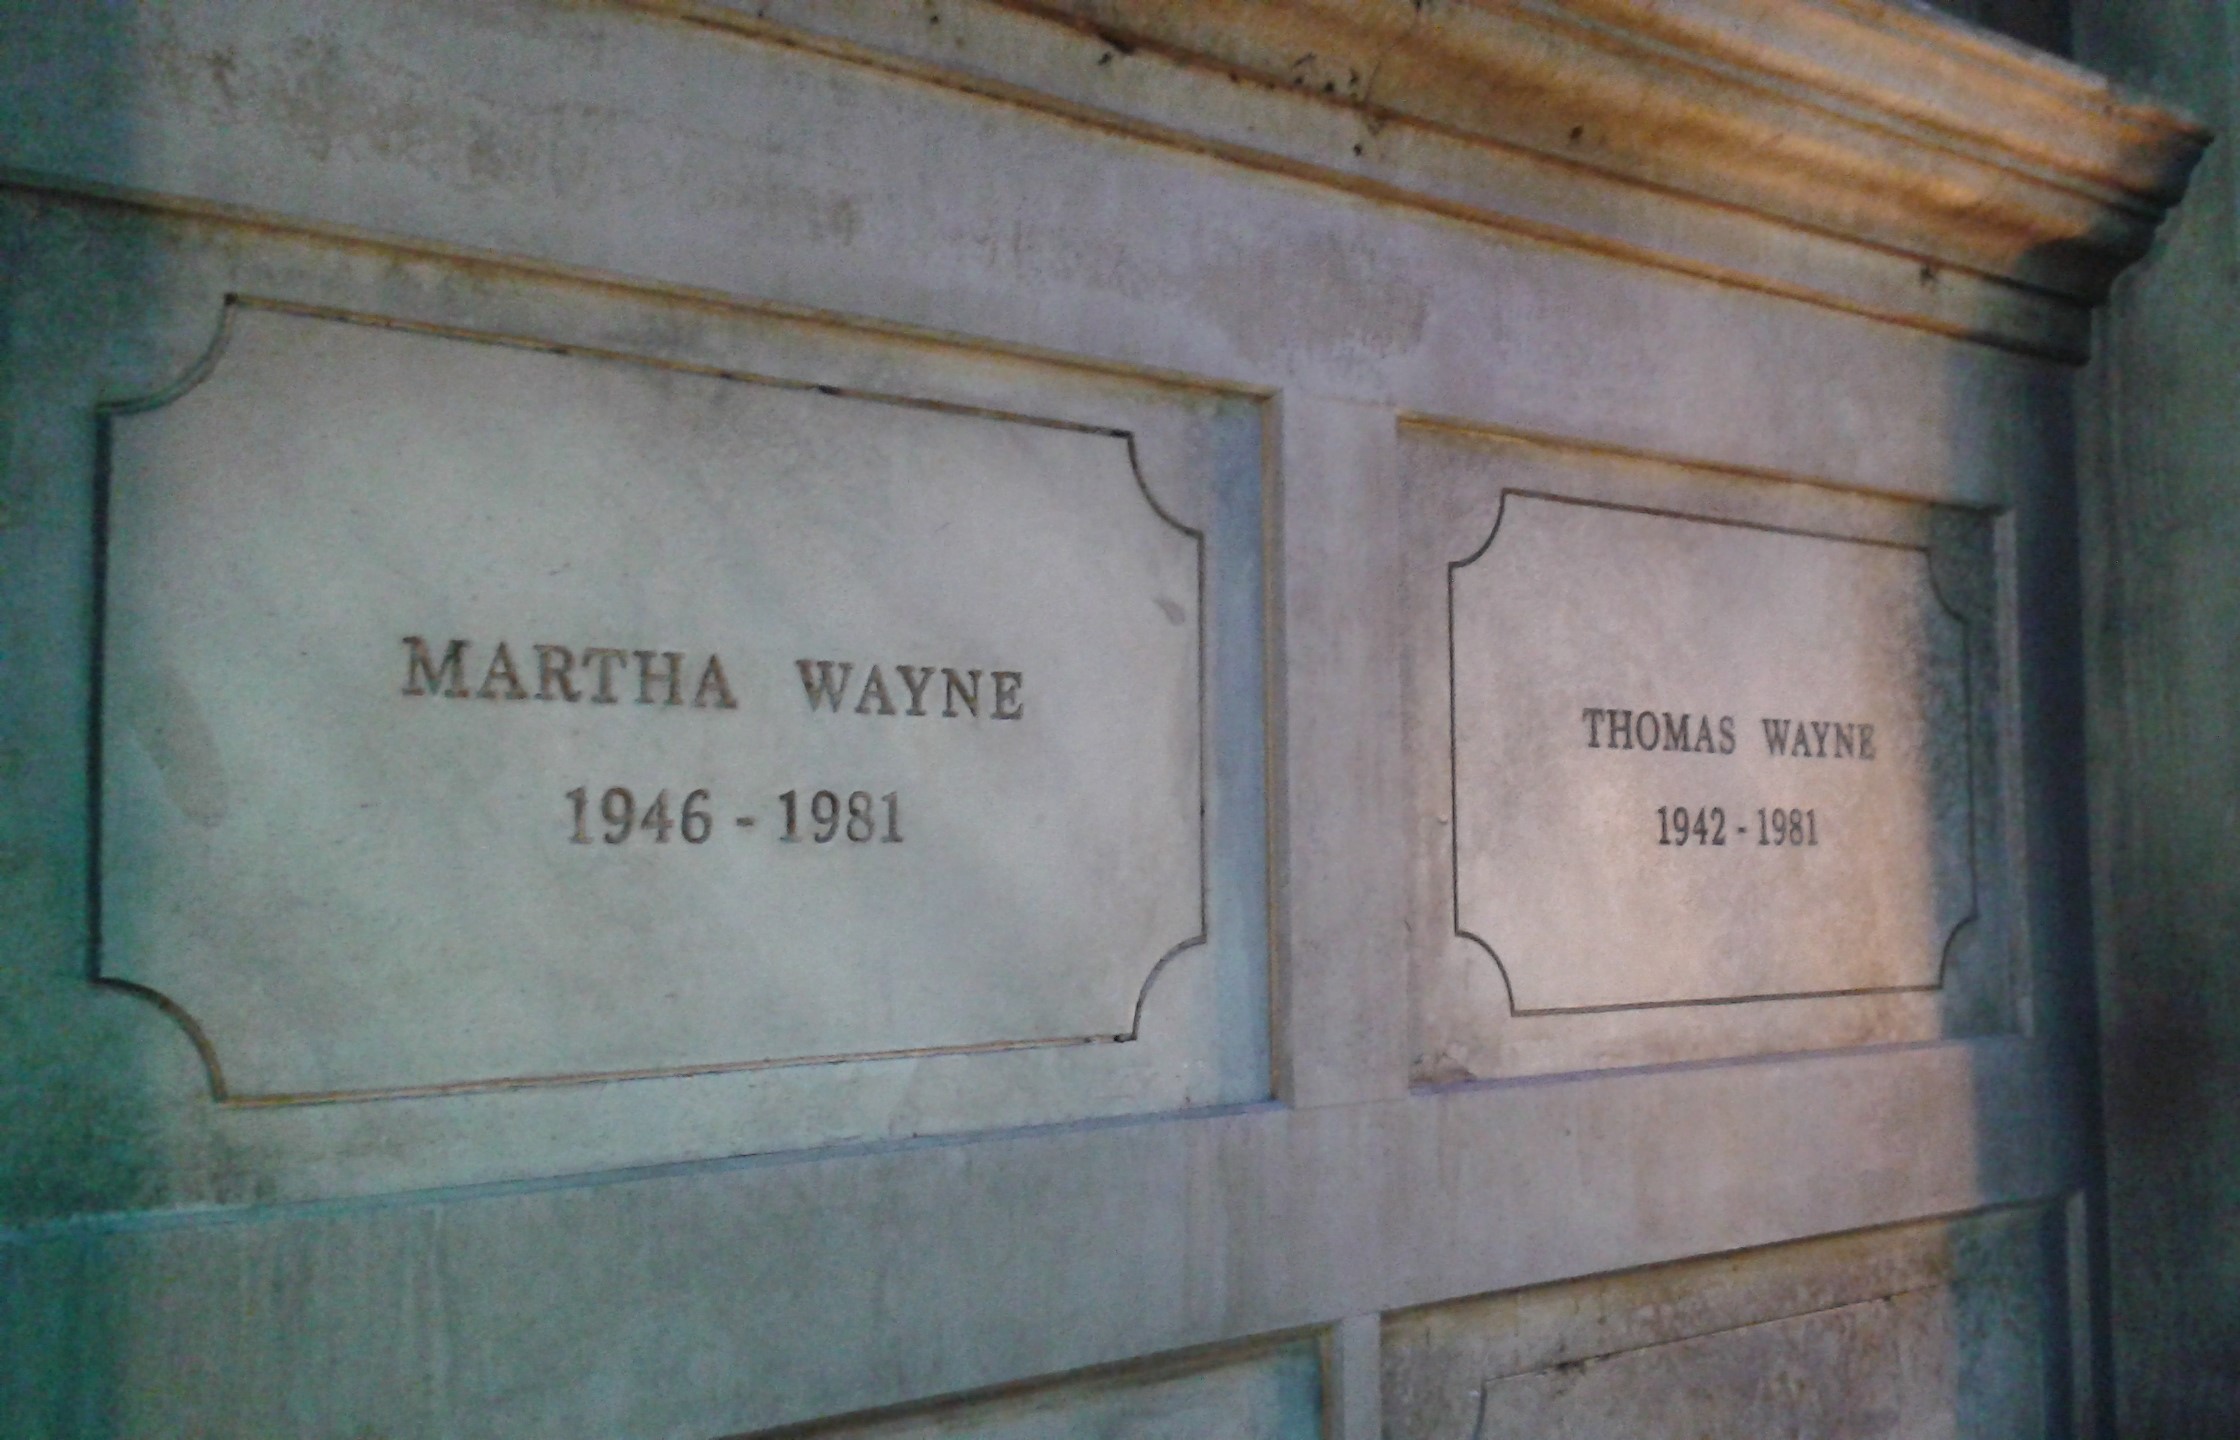 MARTHA WAYNE
1946 - 1981
THOMAS WAYNE
1942 - 1981